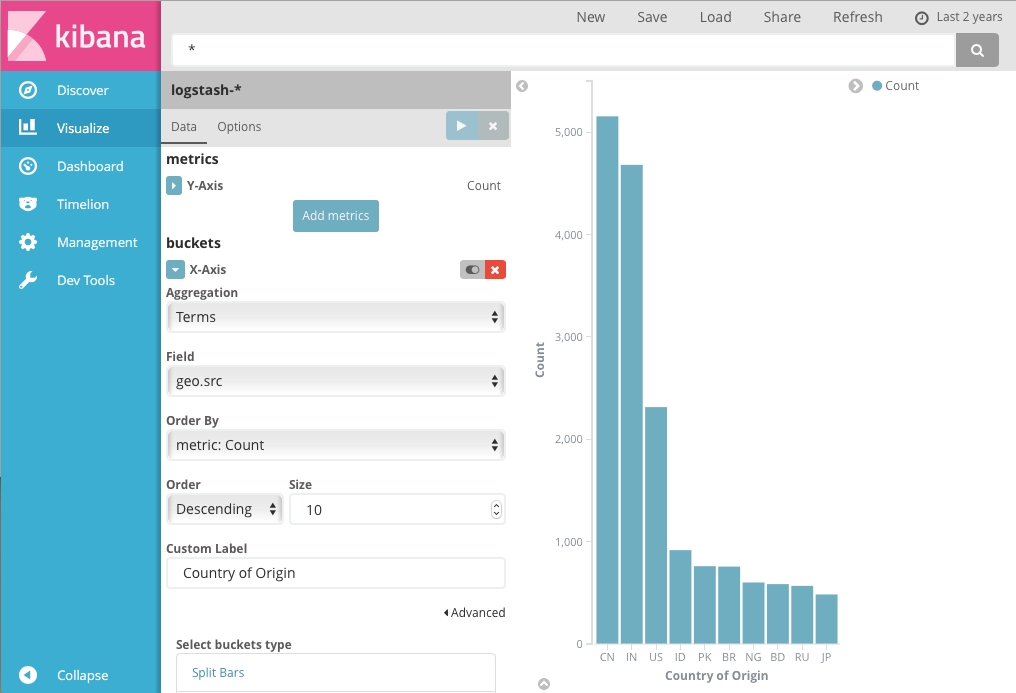 kibana
New Save Load Share Refresh Last 2 years
*
Discover
Visualize
Dashboard
Timelion
Management
Dev Tools
Collapse
logstash-*
Data Options
metrics
Y-Axis Count
Add metrics
buckets
X-Axis
Aggregation
Terms
Field
geo.src
Order By
metric: Count
Order Size
Descending 10
Custom Label
Country of Origin
Advanced
Select buckets type
Split Bars
Count
5,000
4,000
3,000
2,000
1,000
0
Count
CN IN US ID PK BR NG BD RU JP
Country of Origin